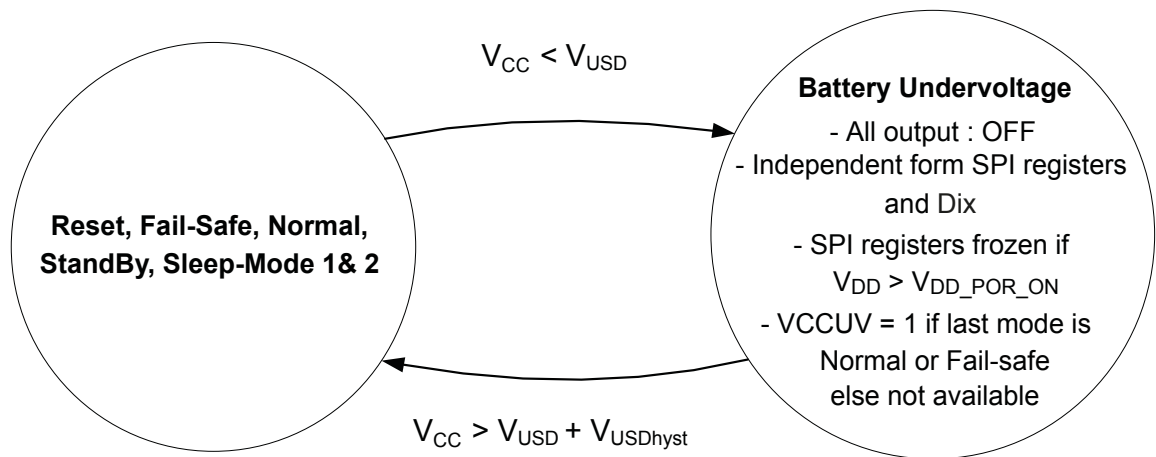 V_CC < V_USD
Battery Undervoltage
- All output : OFF
- Independent form SPI registers
and Dix
- SPI registers frozen if
V_DD > V_DD_POR_ON
- VCCUV = 1 if last mode is
Normal or Fail-safe
else not available
Reset, Fail-Safe, Normal,
StandBy, Sleep-Mode 1& 2
V_CC > V_USD + V_USDhyst